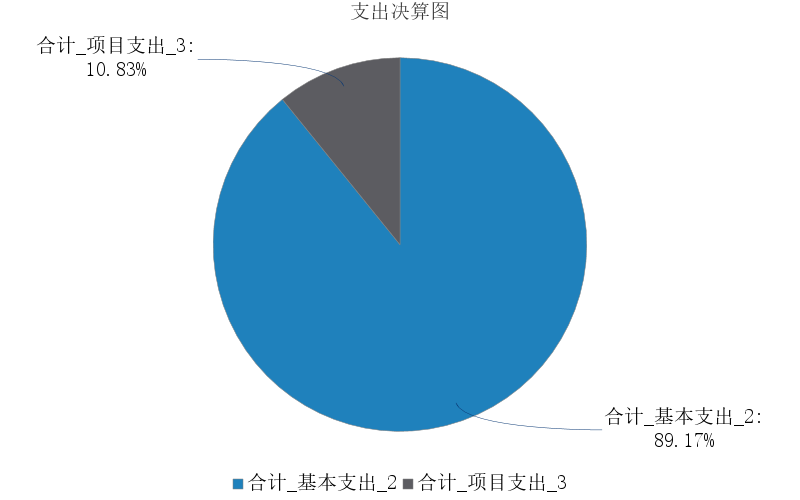 支出决算图
合计_项目支出_3:
10.83%
合计_基本支出_2:
89.17%
合计_基本支出_2 合计_项目支出_3